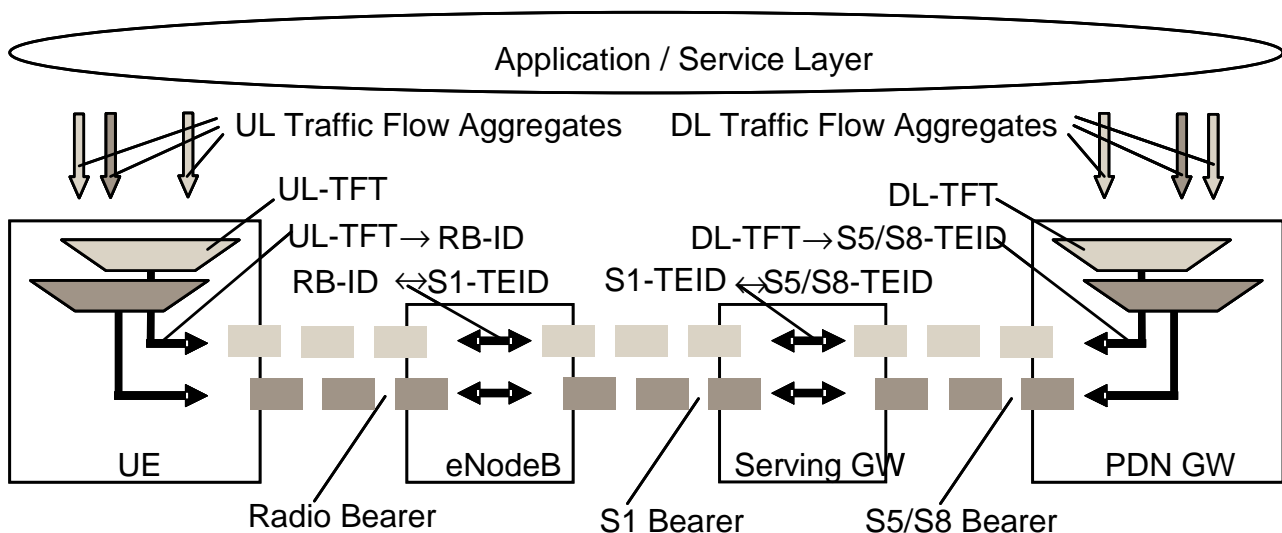 Application / Service Layer
UL Traffic Flow Aggregates
DL Traffic Flow Aggregates
UL-TFT
DL-TFT
UL-TFT → RB-ID
DL-TFT → S5/S8-TEID
RB-ID ↔ S1-TEID
S1-TEID ↔ S5/S8-TEID
UE
eNodeB
Serving GW
PDN GW
Radio Bearer
S1 Bearer
S5/S8 Bearer